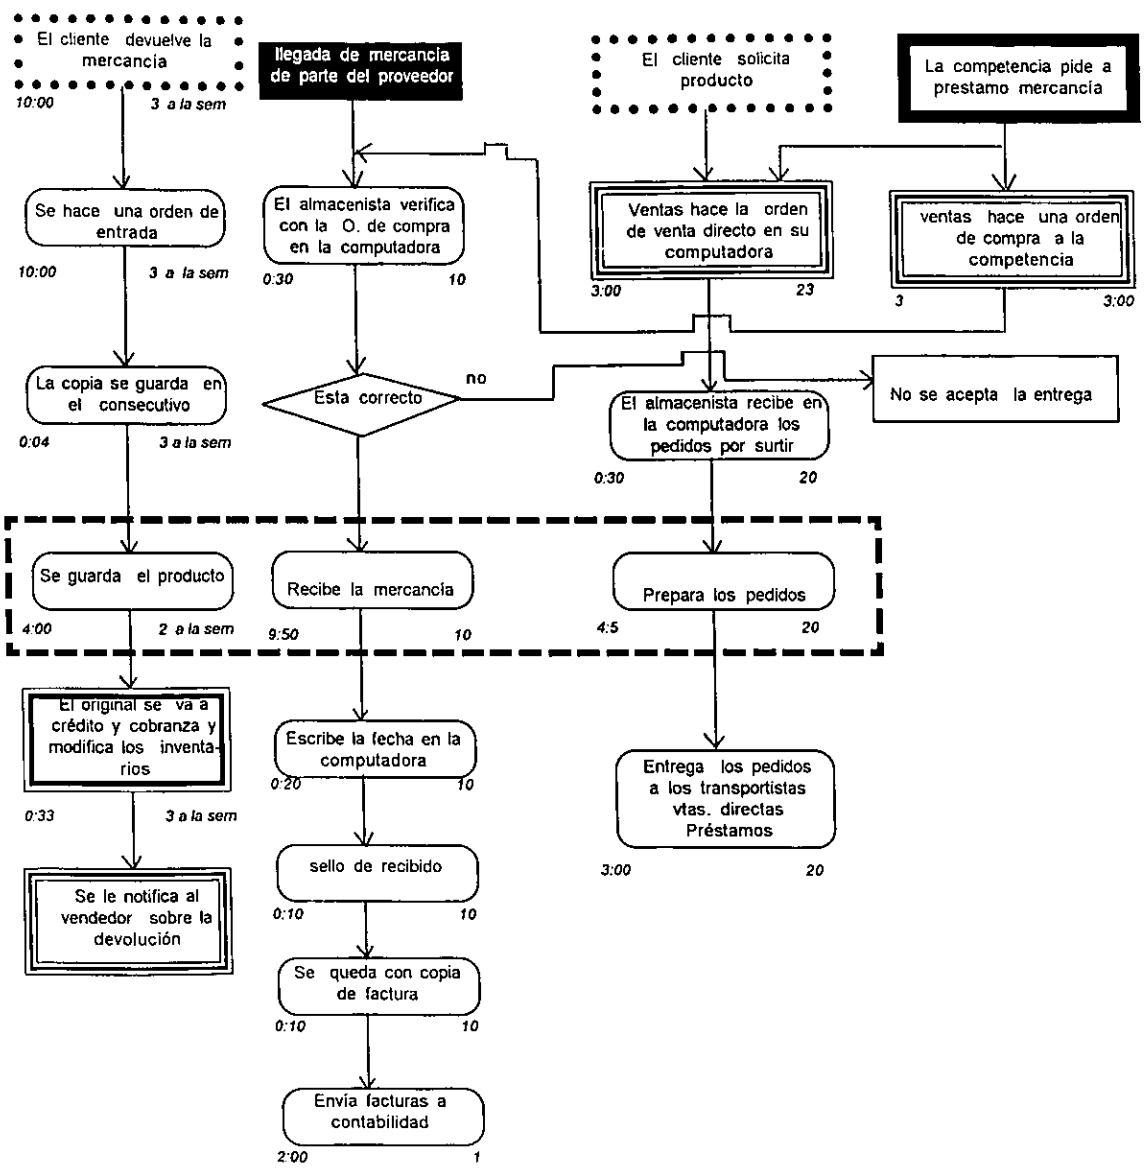 El cliente devuelve la
mercancía
10:00 3 a la sem
Se hace una orden de
entrada
10:00 3 a la sem
La copia se guarda en
el consecutivo
0:04 3 a la sem
Se guarda el producto
4:00 2 a la sem
El original se va a
crédito y cobranza y
modifica los inventa-
rios
0:33 3 a la sem
Se le notifica al
vendedor sobre la
devolución
llegada de mercancía
de parte del proveedor
El almacenista verifica
con la O. de compra
en la computadora
0:30 10
Esta correcto
no
No se acepta la entrega
Recibe la mercancía
9:50 10
Escribe la fecha en la
computadora
0:20 10
sello de recibido
0:10 10
Se queda con copia
de factura
0:10 10
Envía facturas a
contabilidad
2:00 1
El cliente solicita
producto
Ventas hace la orden
de venta directo en su
computadora
3:00 23
El almacenista recibe en
la computadora los
pedidos por surtir
0:30 20
Prepara los pedidos
4:5 20
Entrega los pedidos
a los transportistas
vtas. directas
Préstamos
3:00 20
La competencia pide a
prestamo mercancía
ventas hace una orden
de compra a la
competencia
3 3:00